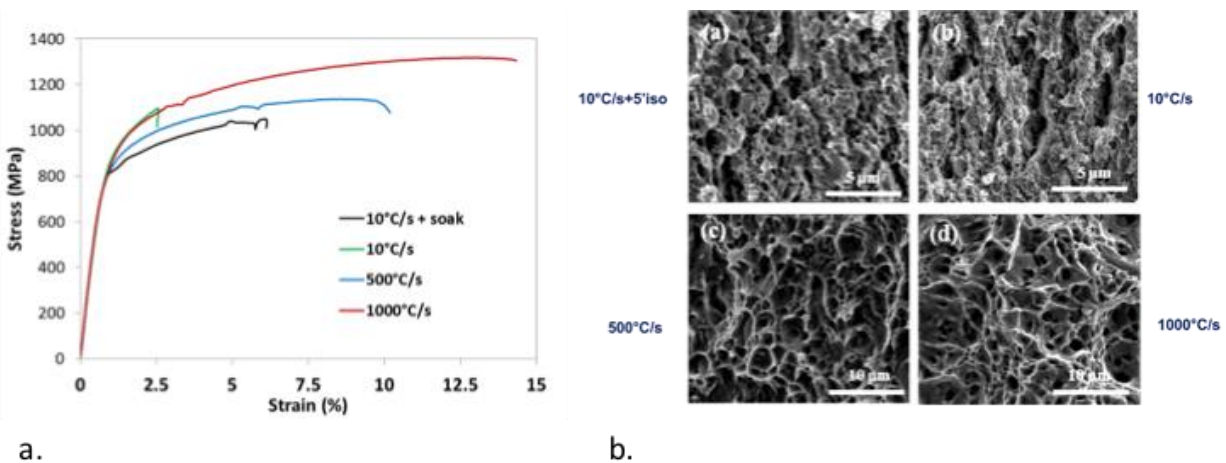 1400
1200
1000
800
600
400
200
0
Stress (MPa)
10°C/s + soak
10°C/s
500°C/s
1000°C/s
0 2.5 5 7.5 10 12.5 15
Strain (%)
a.
10°C/s+5'iso
(a)
5 µm
(b)
5 µm
10°C/s
500°C/s
(c)
10 µm
(d)
10 µm
1000°C/s
b.